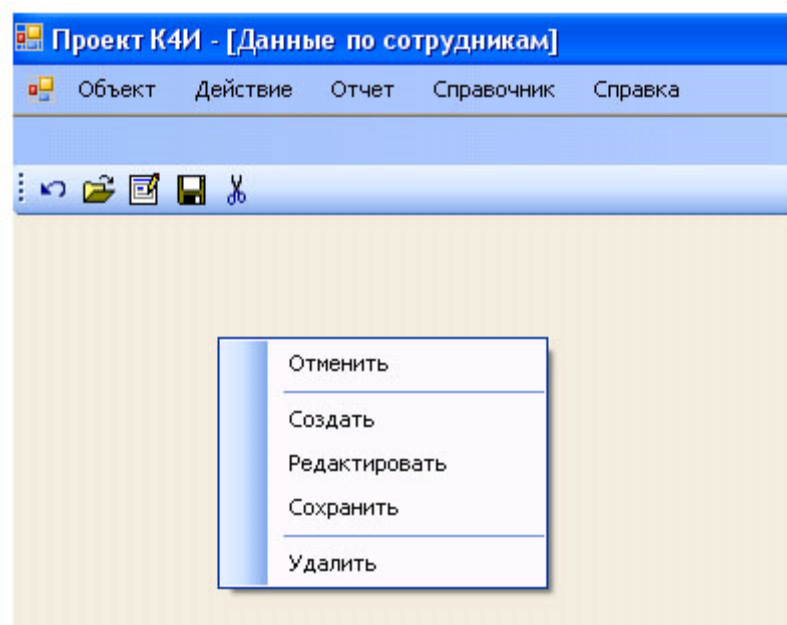 Проект К4И - [Данные по сотрудникам]
Объект Действие Отчет Справочник Справка
Отменить
Создать
Редактировать
Сохранить
Удалить